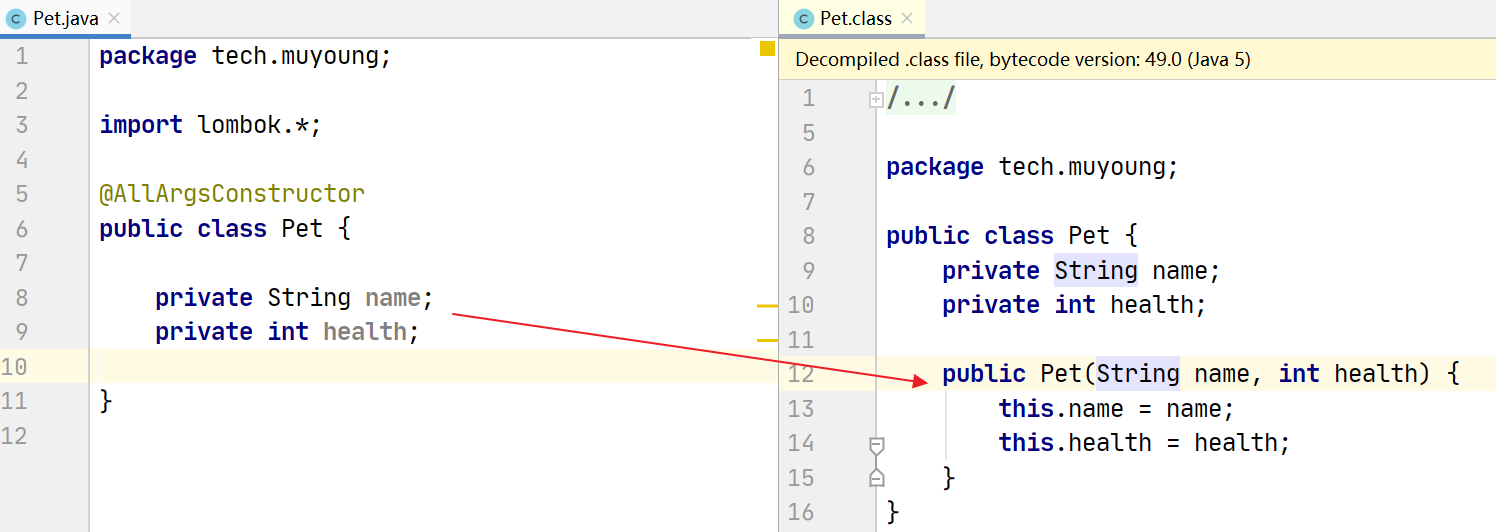 Pet.java
1 package tech.muyoung;
2
3 import lombok.*;
4
5 @AllArgsConstructor
6 public class Pet {
7
8 private String name;
9 private int health;
10
11 }
12
Pet.class
Decompiled .class file, bytecode version: 49.0 (Java 5)
1 /.../
5
6 package tech.muyoung;
7
8 public class Pet {
9 private String name;
10 private int health;
11
12 public Pet(String name, int health) {
13 this.name = name;
14 this.health = health;
15 }
16 }